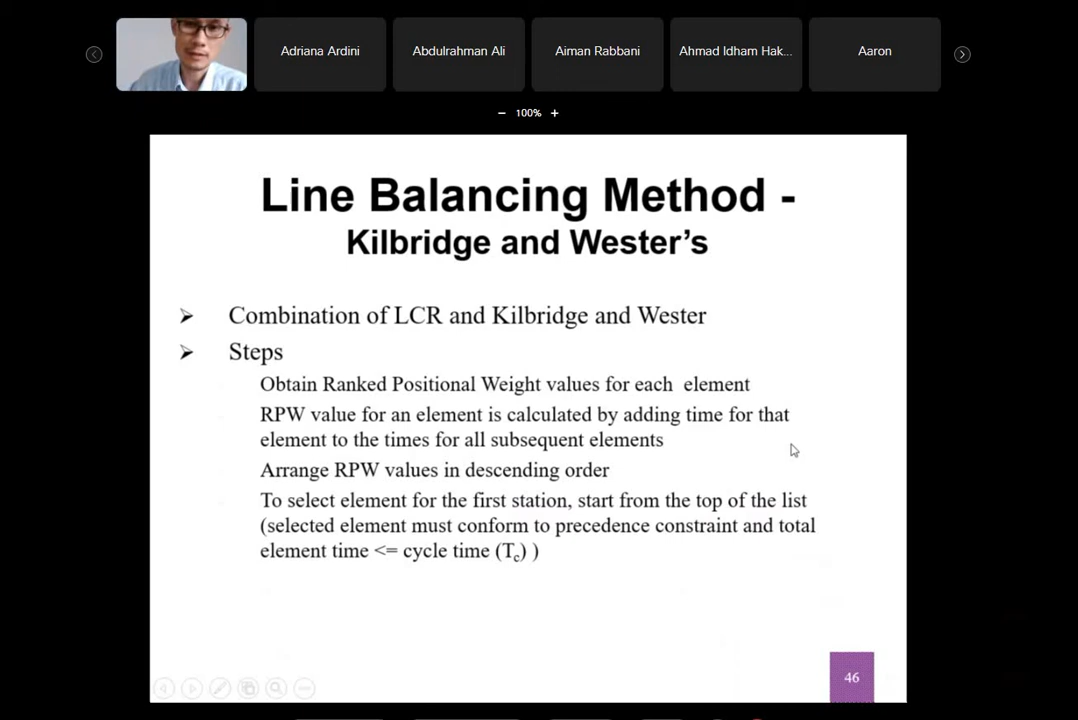 Adriana Ardini
Abdulrahman Ali
Aiman Rabbani
Ahmad Idham Hak...
Aaron
100%
Line Balancing Method -
Kilbridge and Wester's
Combination of LCR and Kilbridge and Wester
Steps
Obtain Ranked Positional Weight values for each element
RPW value for an element is calculated by adding time for that
element to the times for all subsequent elements
Arrange RPW values in descending order
To select element for the first station, start from the top of the list
(selected element must conform to precedence constraint and total
element time <= cycle time (Tc) )
46